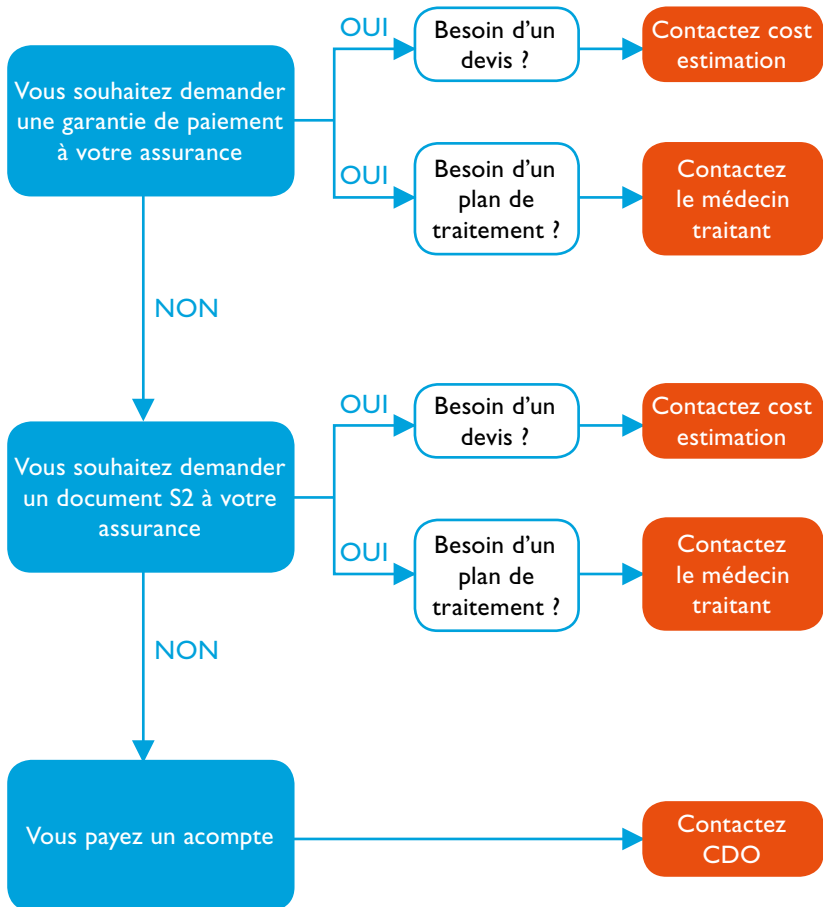 Vous souhaitez demander
une garantie de paiement
à votre assurance
OUI
Besoin d'un
devis ?
Contactez cost
estimation
OUI
Besoin d'un
plan de
traitement ?
Contactez
le médecin
traitant
NON
Vous souhaitez demander
un document S2 à votre
assurance
OUI
Besoin d'un
devis ?
Contactez cost
estimation
OUI
Besoin d'un
plan de
traitement ?
Contactez
le médecin
traitant
NON
Vous payez un acompte
Contactez
CDO